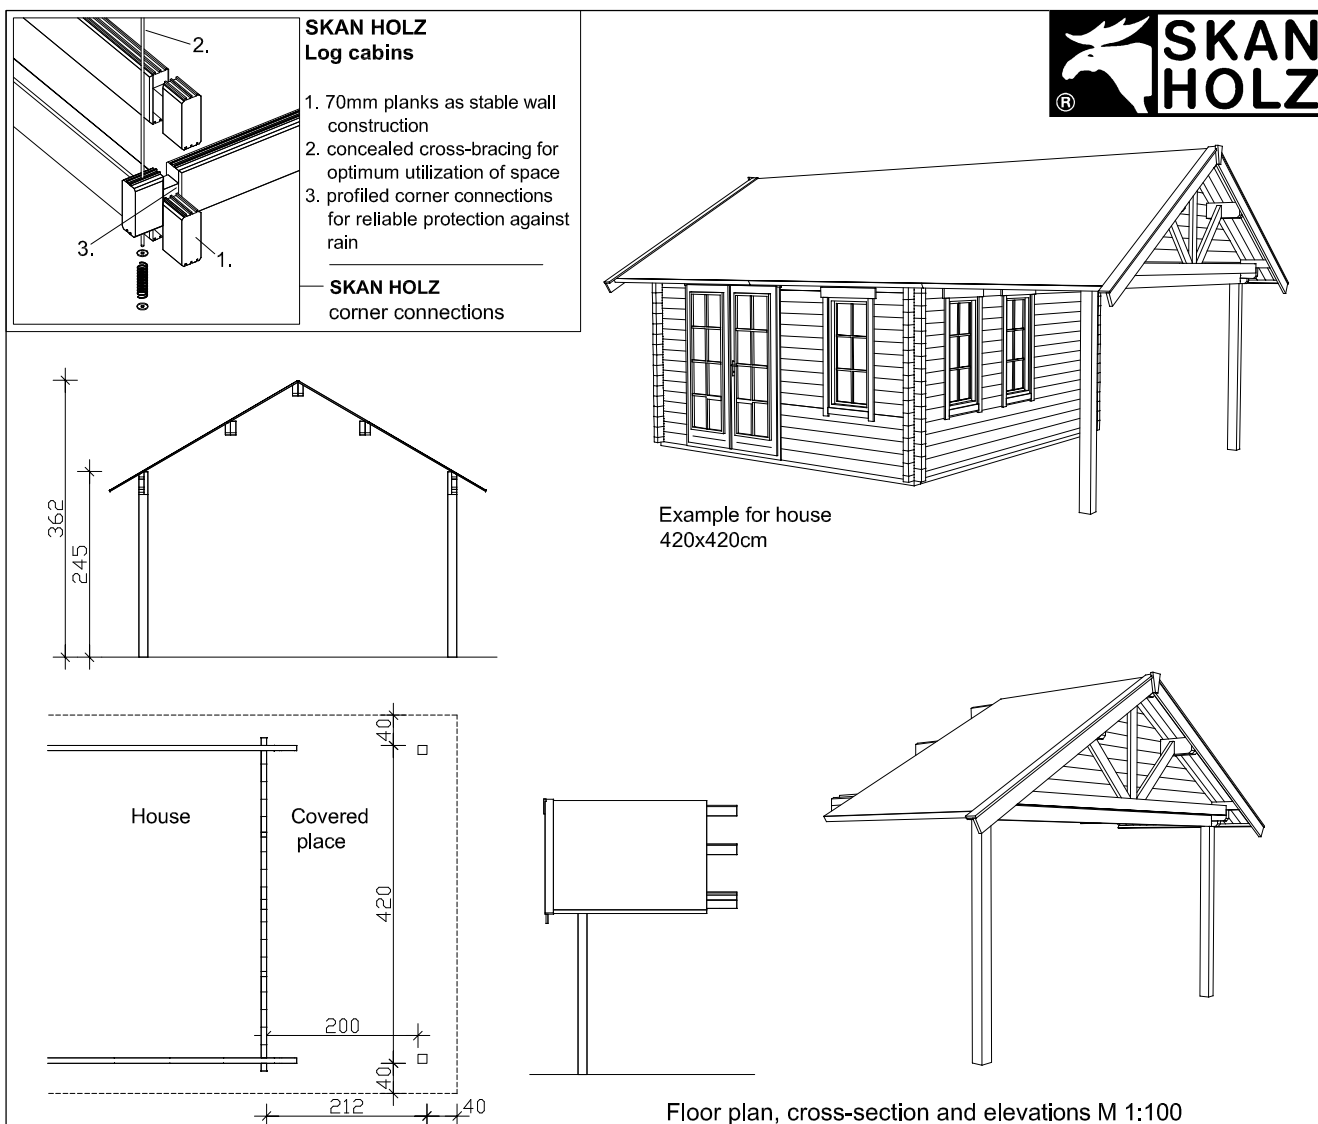 SKAN HOLZ
Log cabins
1. 70mm planks as stable wall
construction
2. concealed cross-bracing for
optimum utilization of space
3. profiled corner connections
for reliable protection against
rain
SKAN HOLZ
corner connections
2.
3.
1.
SKAN
HOLZ
®
Example for house
420x420cm
362
245
House
Covered
place
40
420
200
40
212
40
Floor plan, cross-section and elevations M 1:100